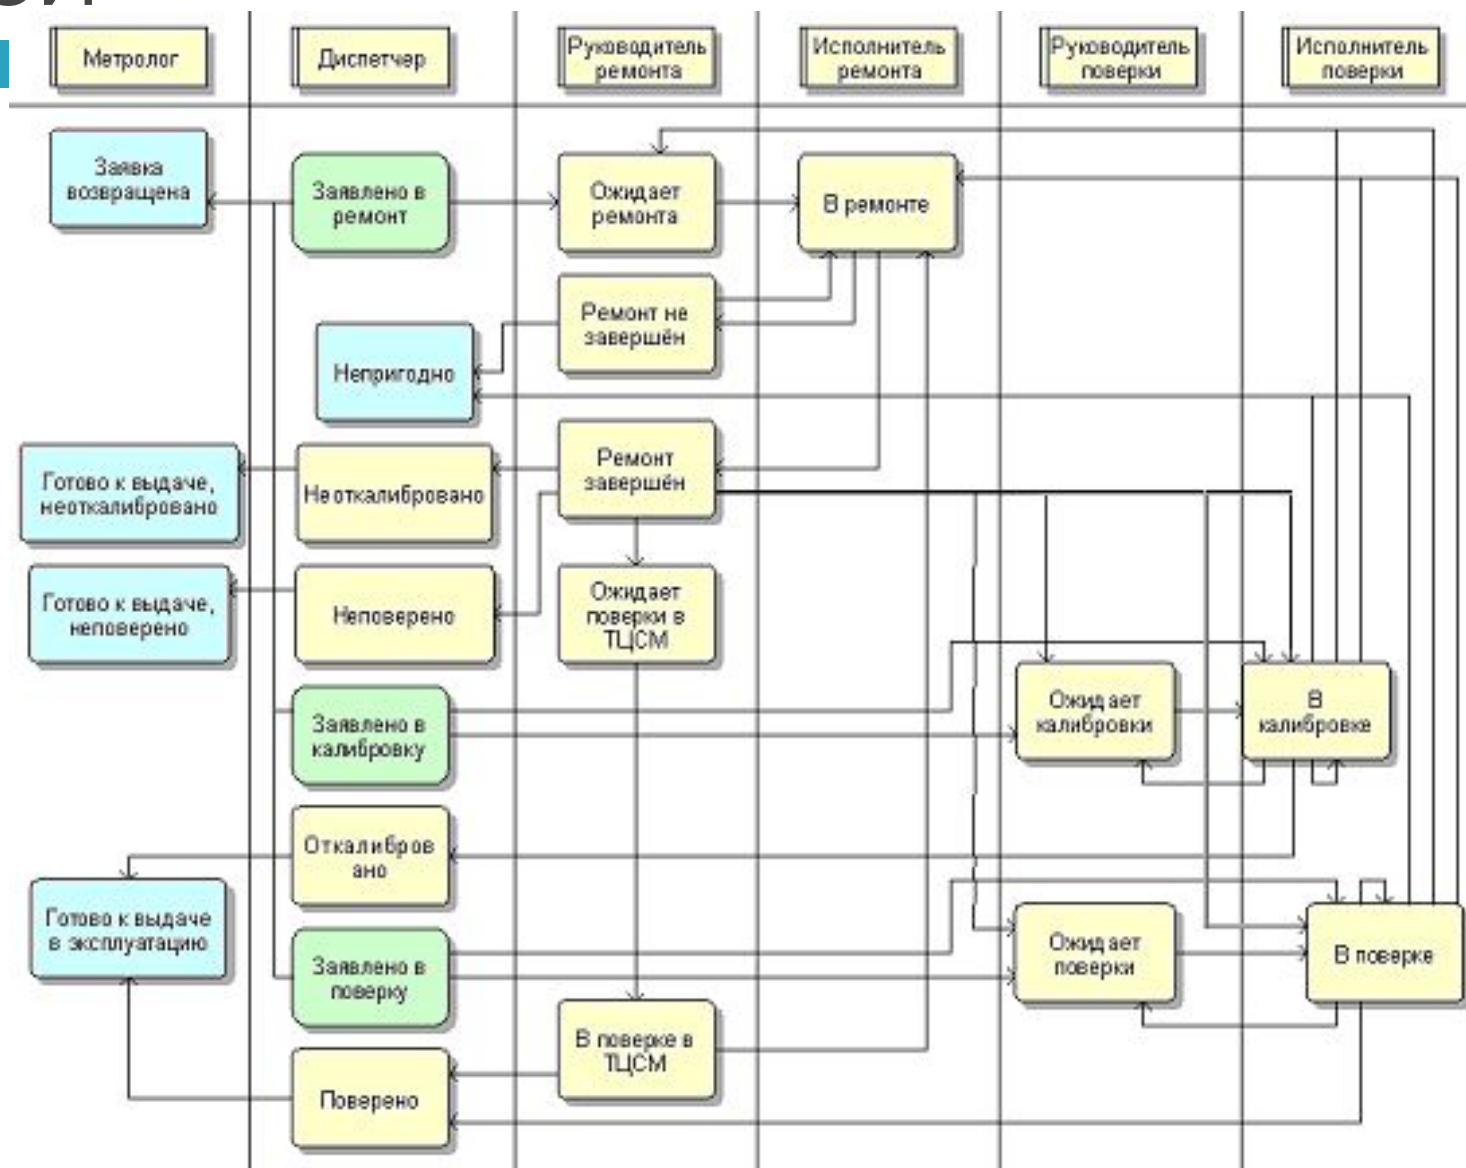 Метролог
Диспетчер
Руководитель
ремонта
Исполнитель
ремонта
Руководитель
поверки
Исполнитель
поверки
Заявка
возвращена
Заявлено в
ремонт
Ожидает
ремонта
В ремонте
Ремонт не
завершён
Непригодно
Готово к выдаче,
неоткалибровано
Неоткалибровано
Ремонт
завершён
Готово к выдаче,
неповерено
Неповерено
Ожидает
поверки в
ТЦСМ
Заявлено в
калибровку
Ожидает
калибровки
В
калибровке
Откалибров
ано
Готово к выдаче
в эксплуатацию
Заявлено в
поверку
Ожидает
поверки
В поверке
В поверке в
ТЦСМ
Поверено